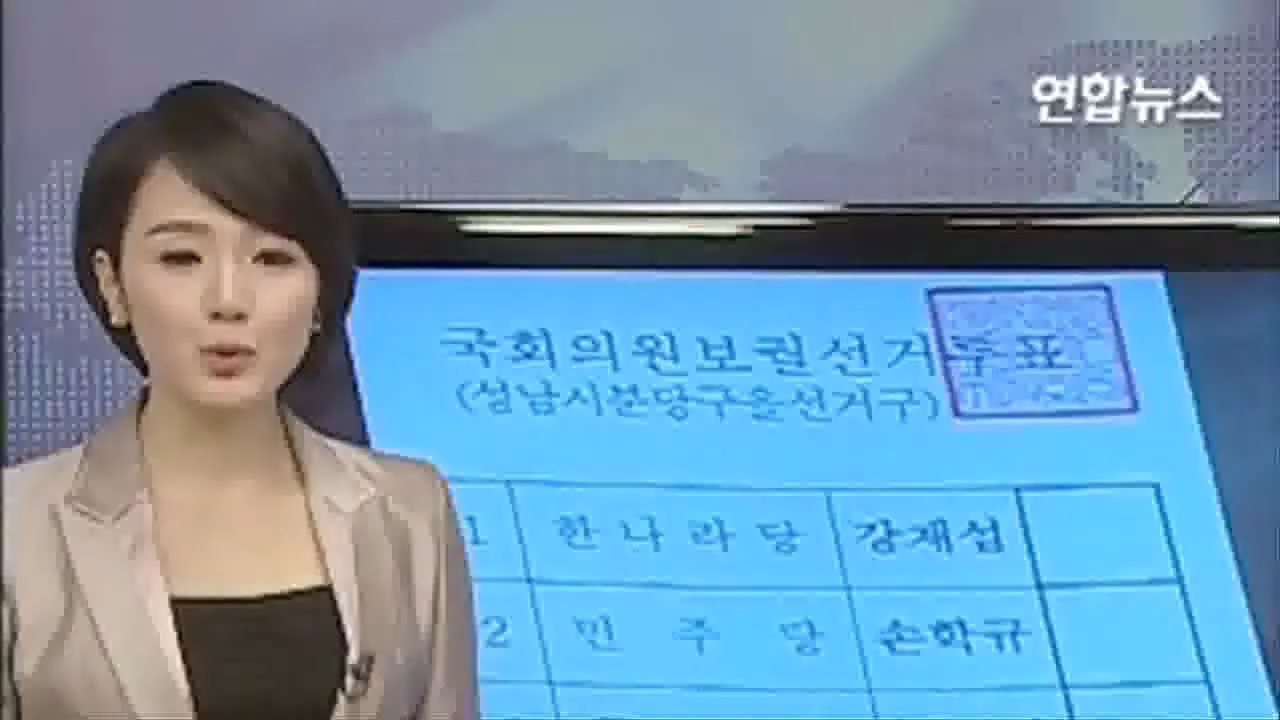 연합뉴스
국회의원보궐선거투표
(성남시분당구을선거구)
1 한나라당 강재섭
2 민주당 손학규